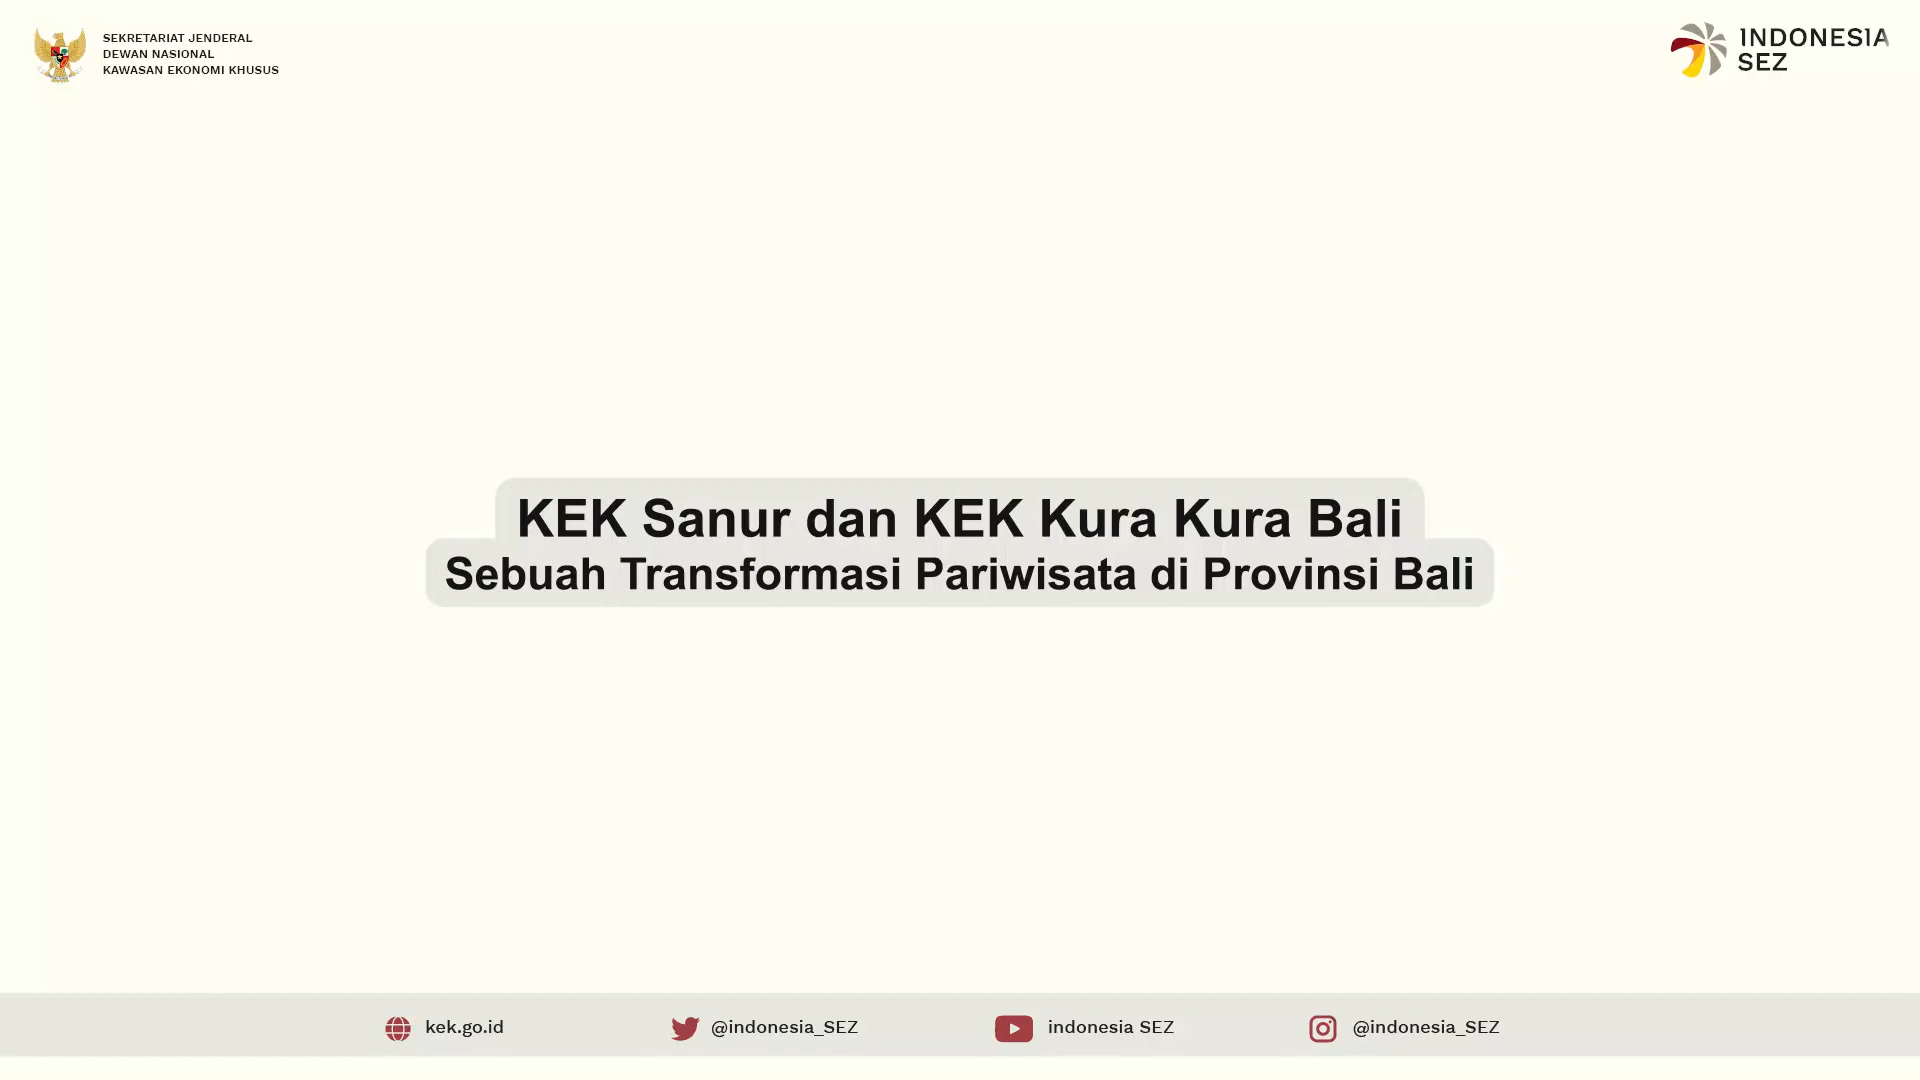 SEKRETARIAT JENDERAL
DEWAN NASIONAL
KAWASAN EKONOMI KHUSUS
INDONESIA
SEZ
KEK Sanur dan KEK Kura Kura Bali
Sebuah Transformasi Pariwisata di Provinsi Bali
kek.go.id
@indonesia_SEZ
indonesia SEZ
@indonesia_SEZ